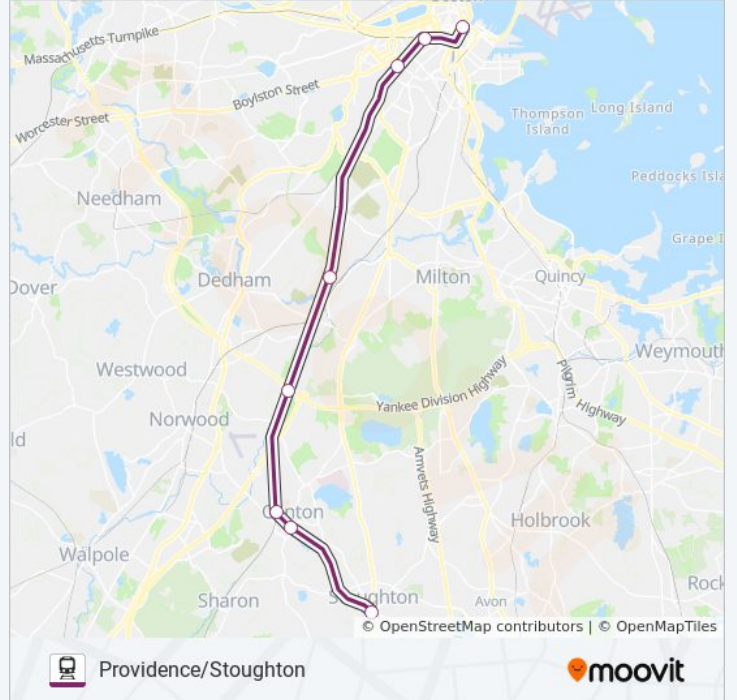 Massachusetts Turnpike
Boylston Street
Worcester Street
Thompson
Island
Long Island
Peddocks Isla
Needham
Grape I
Dover
Dedham
Milton
Quincy
Westwood
Weymouth
Yankee Division Highway
Pilgrim Highway
Norwood
ld
Amvets Highway
Canton
Holbrook
Walpole
Sharon
Stoughton
Avon
Rock
© OpenStreetMap contributors | © OpenMapTiles
Providence/Stoughton
moovit